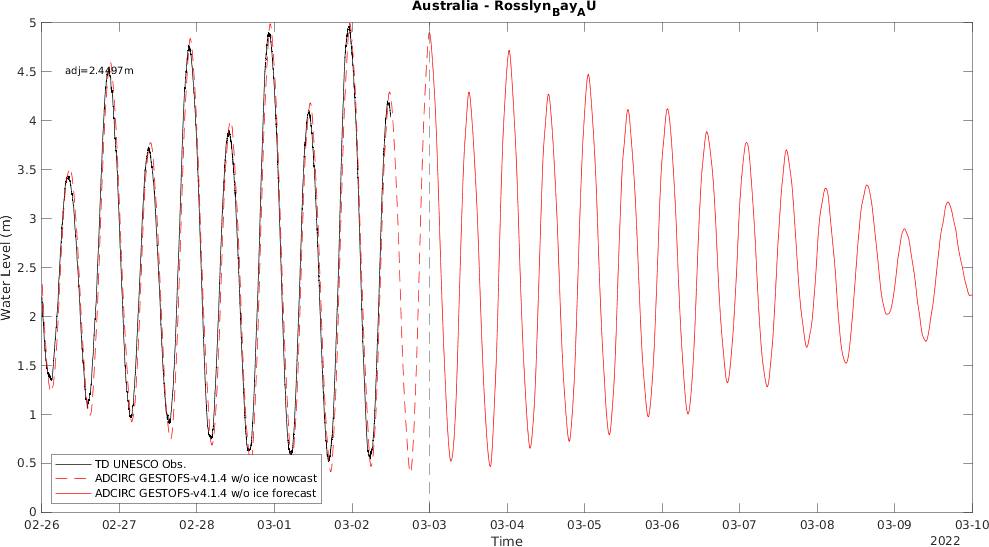 Australia - RosslynBayAU
5
adj=2.4497m
4.5
4
3.5
3
2.5
2
1.5
1
0.5
0
Water Level (m)
TD UNESCO Obs.
ADCIRC GESTOFS-v4.1.4 w/o ice nowcast
ADCIRC GESTOFS-v4.1.4 w/o ice forecast
02-26 02-27 02-28 03-01 03-02 03-03 03-04 03-05 03-06 03-07 03-08 03-09 03-10
Time
2022